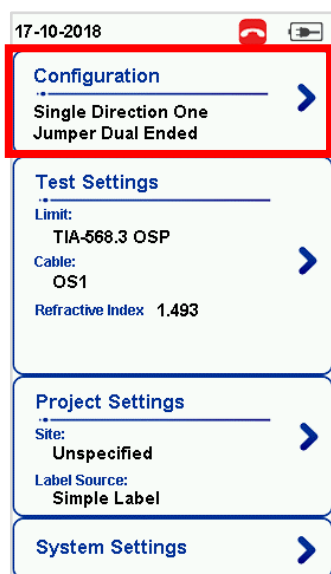 17-10-2018
Configuration
Single Direction One
Jumper Dual Ended
Test Settings
Limit:
TIA-568.3 OSP
Cable:
OS1
Refractive Index 1.493
Project Settings
Site:
Unspecified
Label Source:
Simple Label
System Settings